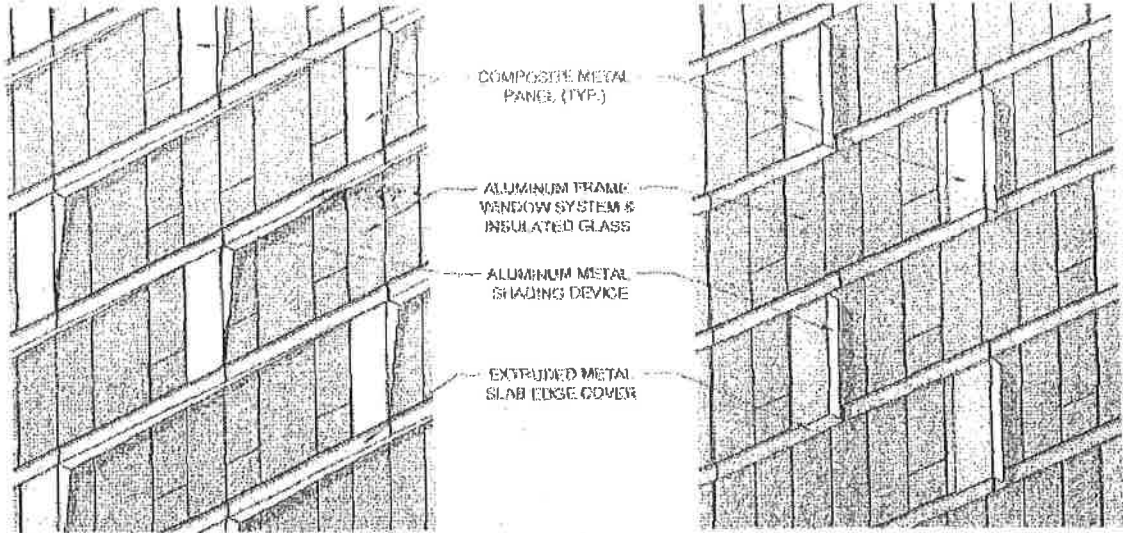 COMPOSITE METAL
PANEL (TYP.)
ALUMINUM FRAME
WINDOW SYSTEM &
INSULATED GLASS
ALUMINUM METAL
SHADING DEVICE
EXTRUDED METAL
SLAB EDGE COVER